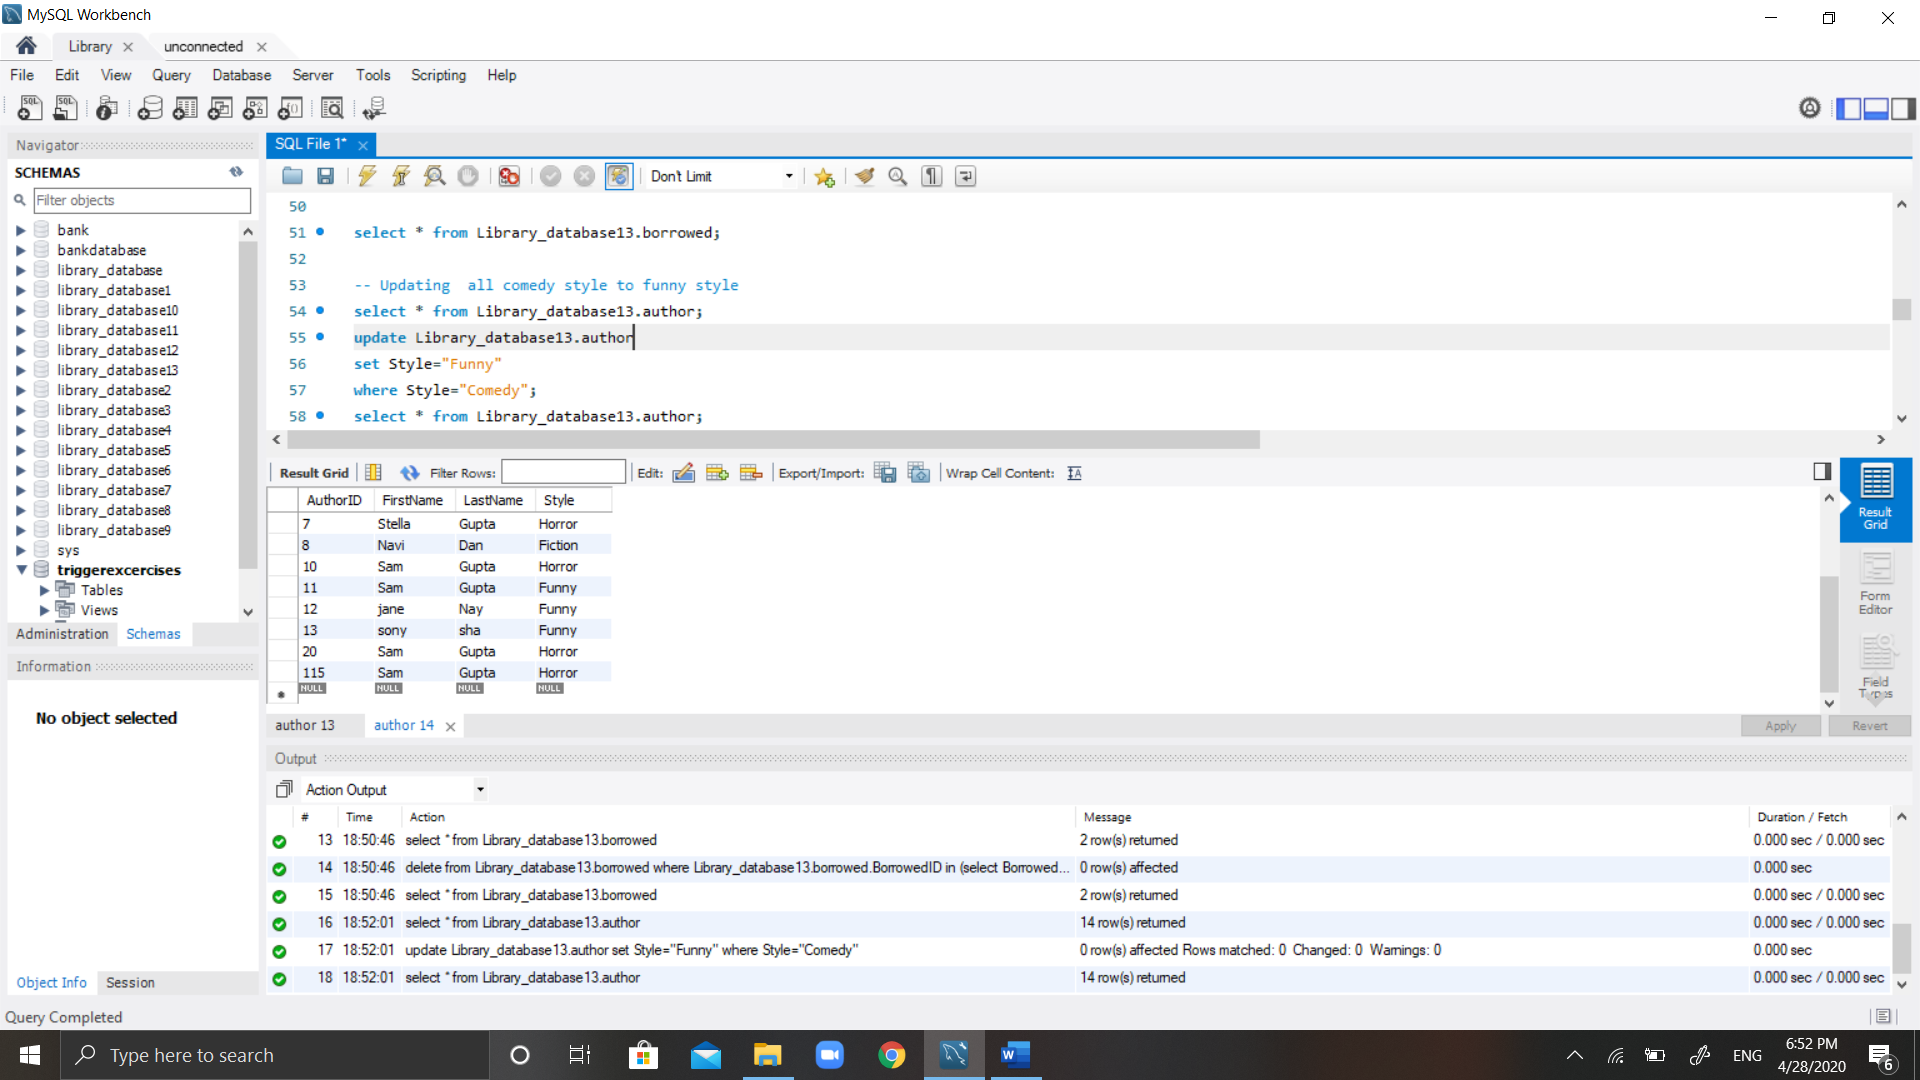 MySQL Workbench
Library
unconnected
File Edit View Query Database Server Tools Scripting Help
Navigator
SCHEMAS
Filter objects
bank
bankdatabase
library_database
library_database1
library_database10
library_database11
library_database12
library_database13
library_database2
library_database3
library_database4
library_database5
library_database6
library_database7
library_database8
library_database9
sys
triggerexcercises
Tables
Views
Administration Schemas
Information
No object selected
Object Info Session
SQL File 1*
Don't Limit
50
51 select * from Library_database13.borrowed;
52
53 -- Updating  all comedy style to funny style
54 select * from Library_database13.author;
55 update Library_database13.author
56 set Style="Funny"
57 where Style="Comedy";
58 select * from Library_database13.author;
Result Grid Filter Rows: Edit: Export/Import: Wrap Cell Content:
AuthorID FirstName LastName Style
7 Stella Gupta Horror
8 Navi Dan Fiction
10 Sam Gupta Horror
11 Sam Gupta Funny
12 jane Nay Funny
13 sony sha Funny
20 Sam Gupta Horror
115 Sam Gupta Horror
NULL NULL NULL NULL
Result Grid
Form Editor
Field Types
author 13 author 14
Apply Revert
Output
Action Output
# Time Action Message Duration / Fetch
13 18:50:46 select * from Library_database13.borrowed 2 row(s) returned 0.000 sec / 0.000 sec
14 18:50:46 delete from Library_database13.borrowed where Library_database13.borrowed.BorrowedID in (select Borrowed... 0 row(s) affected 0.000 sec
15 18:50:46 select * from Library_database13.borrowed 2 row(s) returned 0.000 sec / 0.000 sec
16 18:52:01 select * from Library_database13.author 14 row(s) returned 0.000 sec / 0.000 sec
17 18:52:01 update Library_database13.author set Style="Funny" where Style="Comedy" 0 row(s) affected Rows matched: 0  Changed: 0  Warnings: 0 0.000 sec
18 18:52:01 select * from Library_database13.author 14 row(s) returned 0.000 sec / 0.000 sec
Query Completed
Type here to search
ENG
6:52 PM
4/28/2020
6